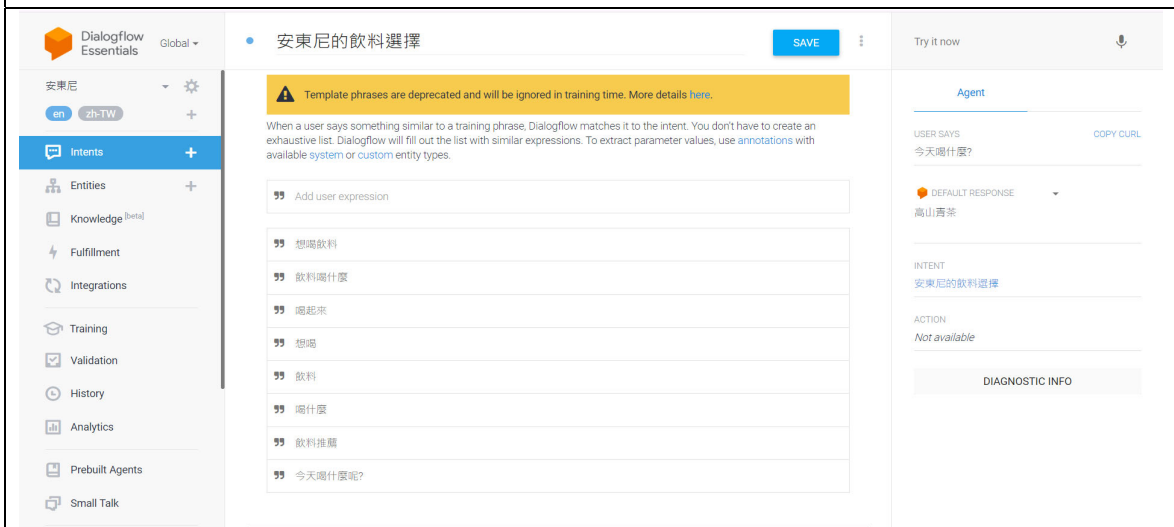 Dialogflow
Essentials
Global
安東尼
en
zh-TW
Intents
Entities
Knowledge [beta]
Fulfillment
Integrations
Training
Validation
History
Analytics
Prebuilt Agents
Small Talk
安東尼的飲料選擇
SAVE
Template phrases are deprecated and will be ignored in training time. More details here.
When a user says something similar to a training phrase, Dialogflow matches it to the intent. You don't have to create an
exhaustive list. Dialogflow will fill out the list with similar expressions. To extract parameter values, use annotations with
available system or custom entity types.
Add user expression
想喝飲料
飲料喝什麼
喝起來
想喝
飲料
喝什麼
飲料推薦
今天喝什麼呢?
Try it now
Agent
USER SAYS
COPY CURL
今天喝什麼?
DEFAULT RESPONSE
高山青茶
INTENT
安東尼的飲料選擇
ACTION
Not available
DIAGNOSTIC INFO